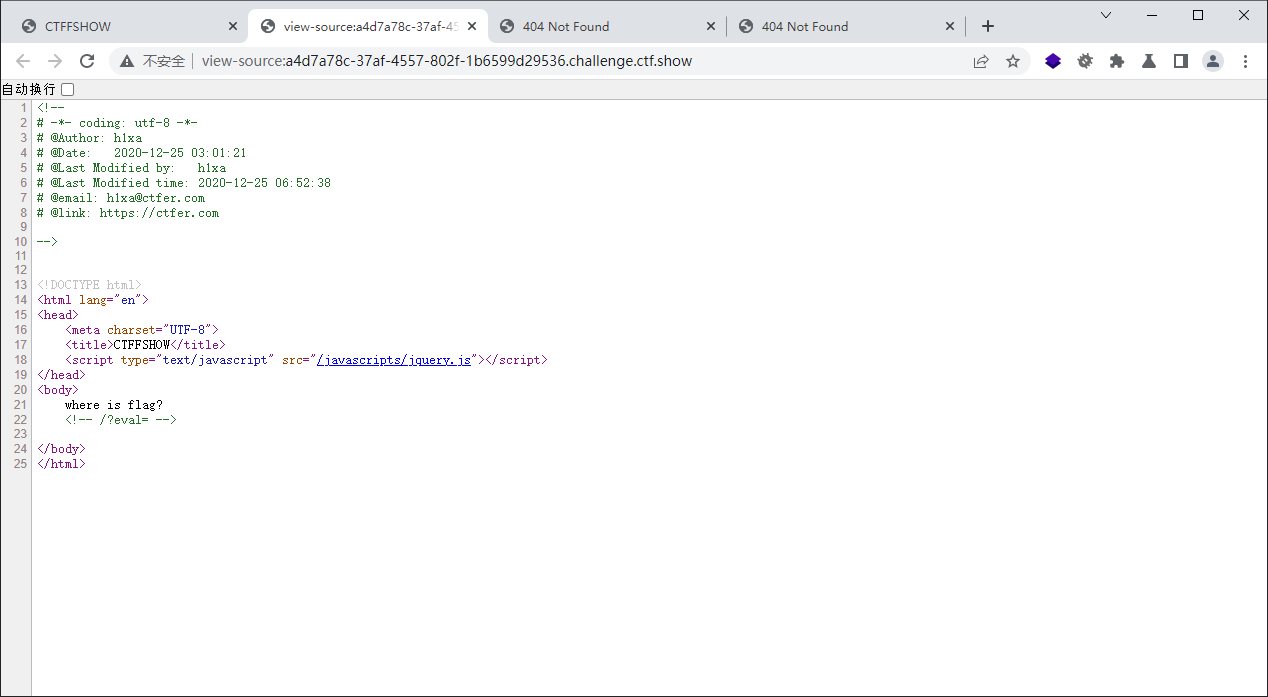 CTFFSHOW
view-source:a4d7a78c-37af-45
404 Not Found
404 Not Found
不安全
view-source:a4d7a78c-37af-4557-802f-1b6599d29536.challenge.ctf.show
自动换行
1 <!--
2 # -*- coding: utf-8 -*-
3 # @Author: h1xa
4 # @Date:   2020-12-25 03:01:21
5 # @Last Modified by:   h1xa
6 # @Last Modified time: 2020-12-25 06:52:38
7 # @email: h1xa@ctfer.com
8 # @link: https://ctfer.com
9
10 -->
11
12
13 <!DOCTYPE html>
14 <html lang="en">
15 <head>
16     <meta charset="UTF-8">
17     <title>CTFFSHOW</title>
18     <script type="text/javascript" src="/javascripts/jquery.js"></script>
19 </head>
20 <body>
21     where is flag?
22     <!-- /?eval= -->
23
24 </body>
25 </html>